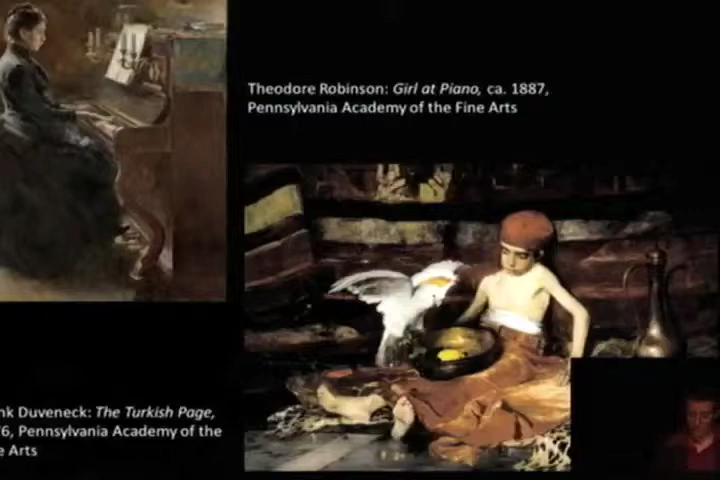 Theodore Robinson: Girl at Piano, ca. 1887,
Pennsylvania Academy of the Fine Arts
nk Duveneck: The Turkish Page,
6, Pennsylvania Academy of the
e Arts